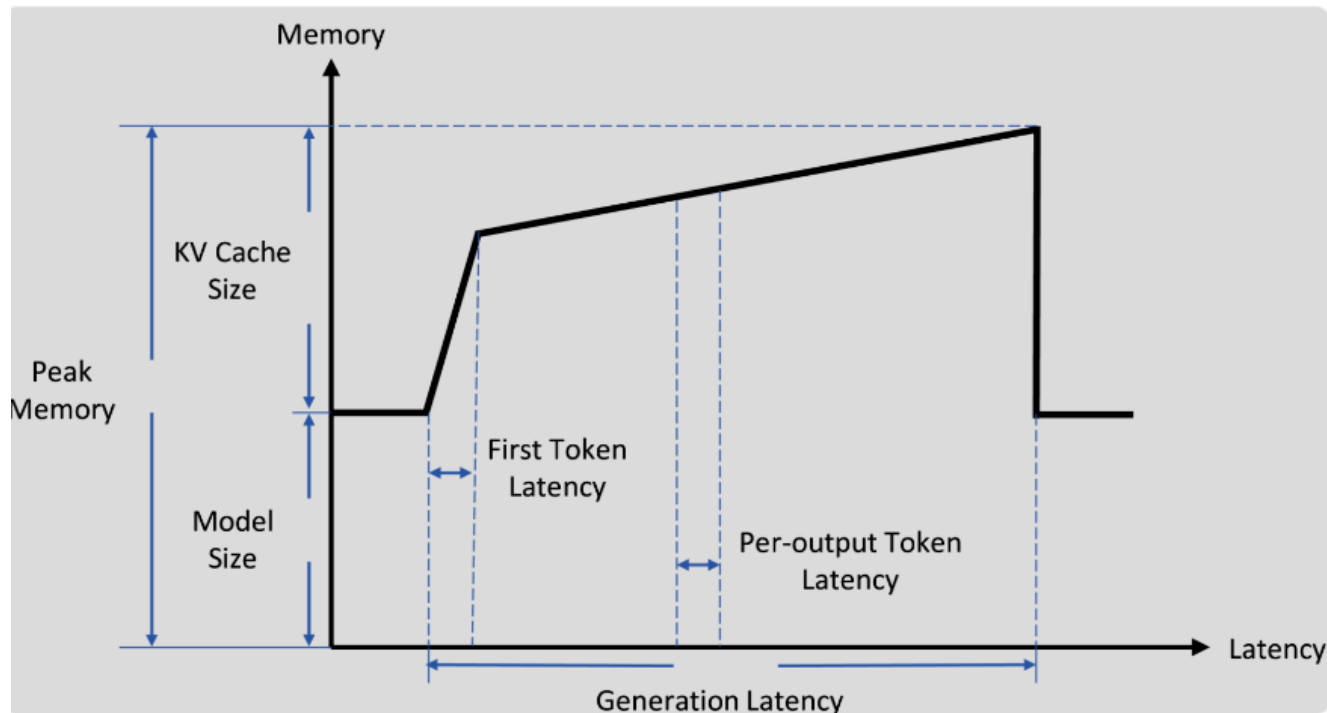 Memory
KV Cache
Size
Peak
Memory
First Token
Latency
Model
Size
Per-output Token
Latency
Latency
Generation Latency